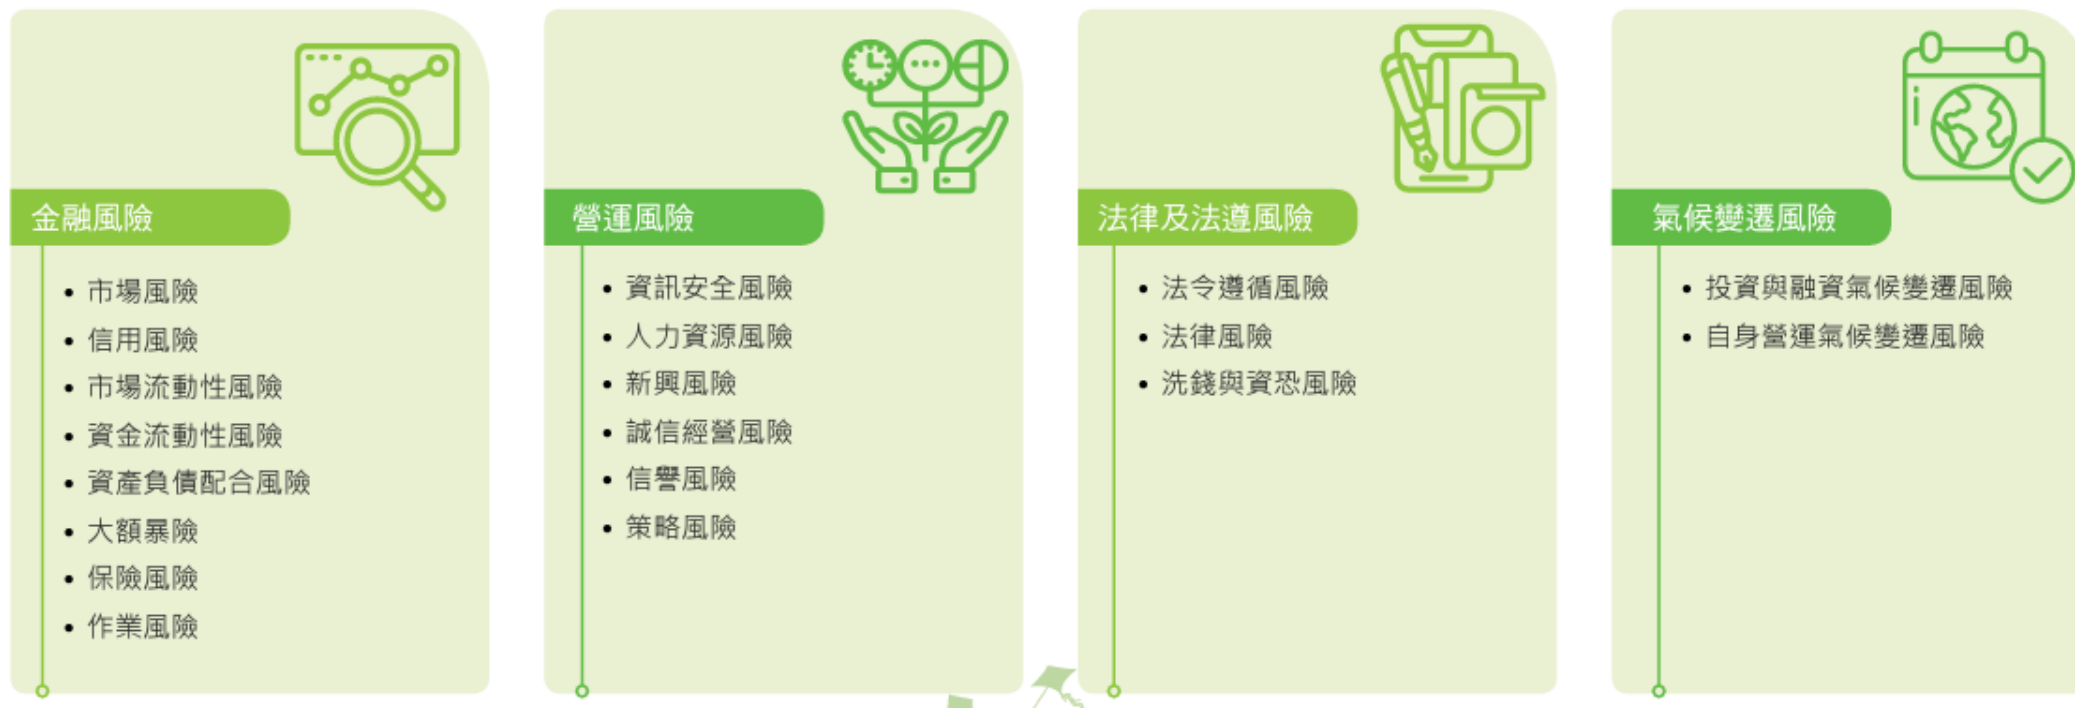 金融風險
• 市場風險
• 信用風險
• 市場流動性風險
• 資金流動性風險
• 資產負債配合風險
• 大額暴險
• 保險風險
• 作業風險
營運風險
• 資訊安全風險
• 人力資源風險
• 新興風險
• 誠信經營風險
• 信譽風險
• 策略風險
法律及法遵風險
• 法令遵循風險
• 法律風險
• 洗錢與資恐風險
氣候變遷風險
• 投資與融資氣候變遷風險
• 自身營運氣候變遷風險